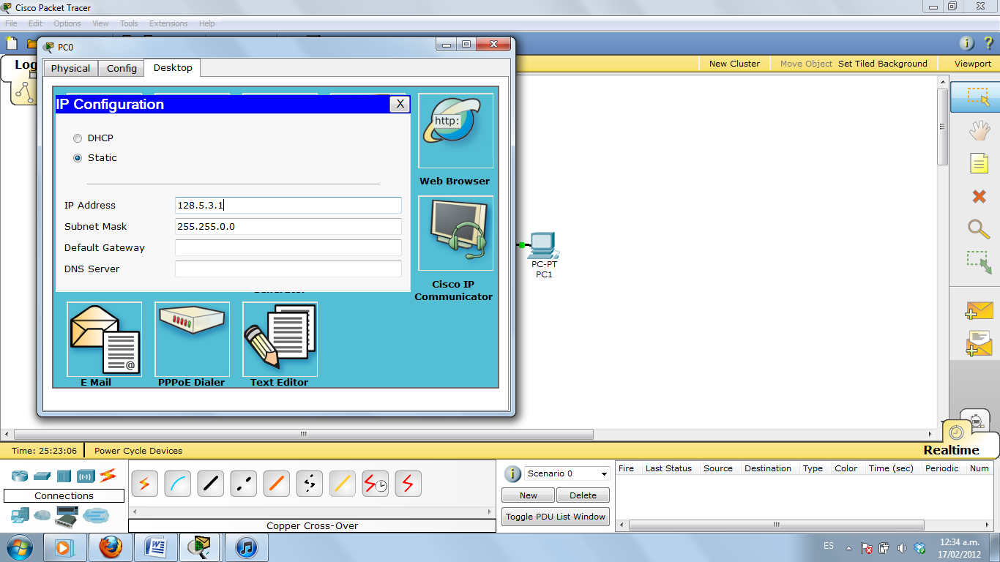 Cisco Packet Tracer
File Edit Options View Tools Extensions Help
PC0
Log
New Cluster Move Object Set Tiled Background Viewport
Physical Config Desktop
IP Configuration X
http:
DHCP
Static
Web Browser
IP Address 128.5.3.1
Subnet Mask 255.255.0.0
Default Gateway
DNS Server
PC-PT
PC1
Cisco IP
Communicator
@
E Mail PPPoE Dialer Text Editor
Time: 25:23:06 Power Cycle Devices Realtime
Connections
Copper Cross-Over
Scenario 0
New Delete
Toggle PDU List Window
Fire Last Status Source Destination Type Color Time (sec) Periodic Num
ES
12:34 a.m.
17/02/2012